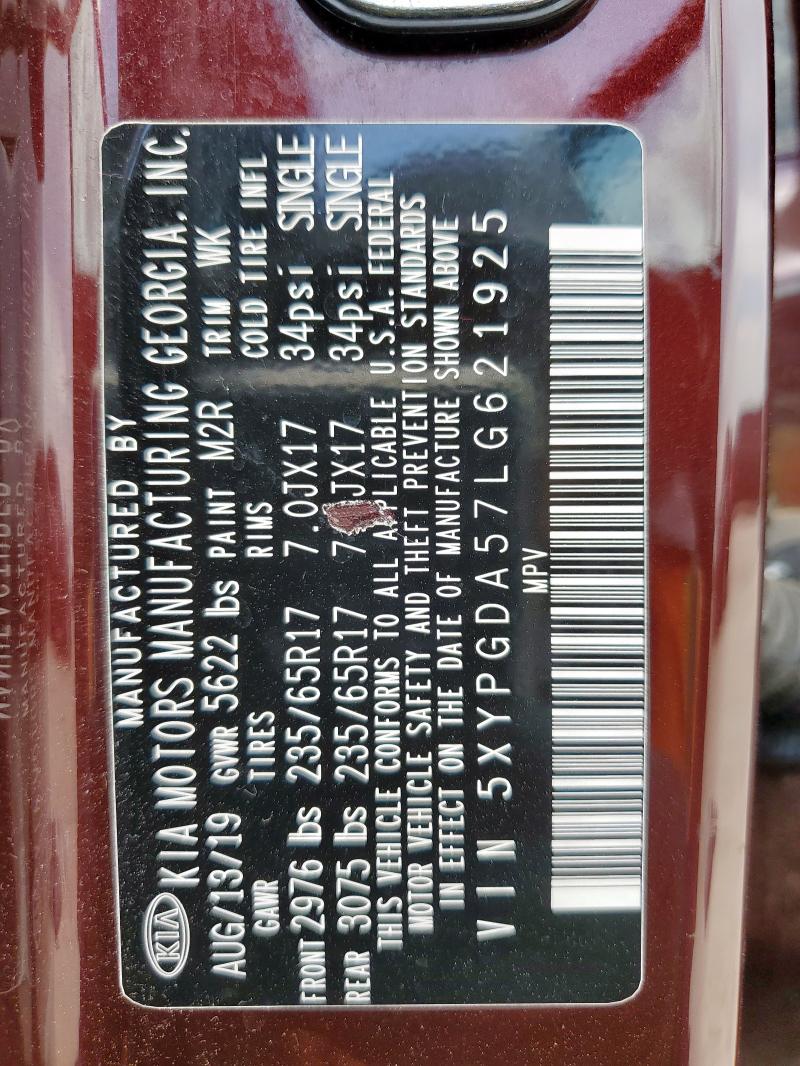 MANUFACTURED BY
KIA KIA MOTORS MANUFACTURING GEORGIA. INC.
AUG/13/19 GVWR 5622 lbs PAINT M2R TRIM WK
GAWR TIRES RIMS COLD TIRE INFL
FRONT 2976 lbs 235/65R17 7.0JX17 34psi SINGLE
REAR 3075 lbs 235/65R17 7 JX17 34psi SINGLE
THIS VEHICLE CONFORMS TO ALL APPLICABLE U.S.A. FEDERAL
MOTOR VEHICLE SAFETY AND THEFT PREVENTION STANDARDS
IN EFFECT ON THE DATE OF MANUFACTURE SHOWN ABOVE
VIN 5XYPGDA57LG621925
MPV